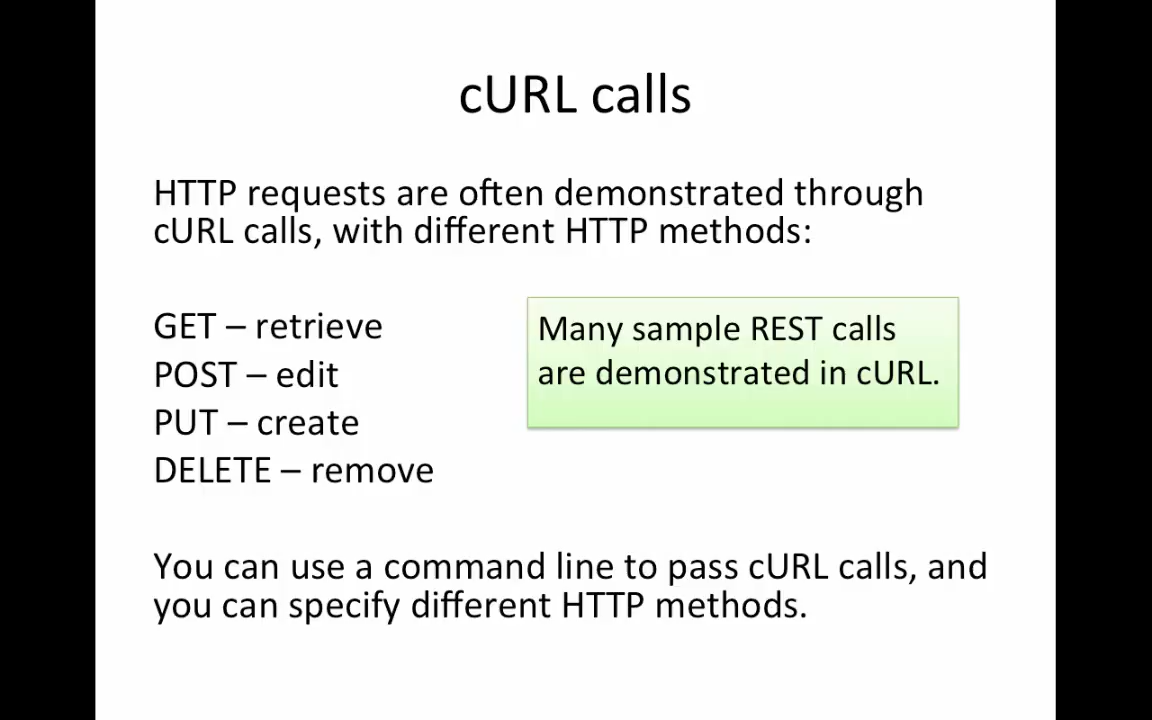 cURL calls
HTTP requests are often demonstrated through
cURL calls, with different HTTP methods:
GET – retrieve
POST – edit
PUT – create
DELETE – remove
Many sample REST calls
are demonstrated in cURL.
You can use a command line to pass cURL calls, and
you can specify different HTTP methods.